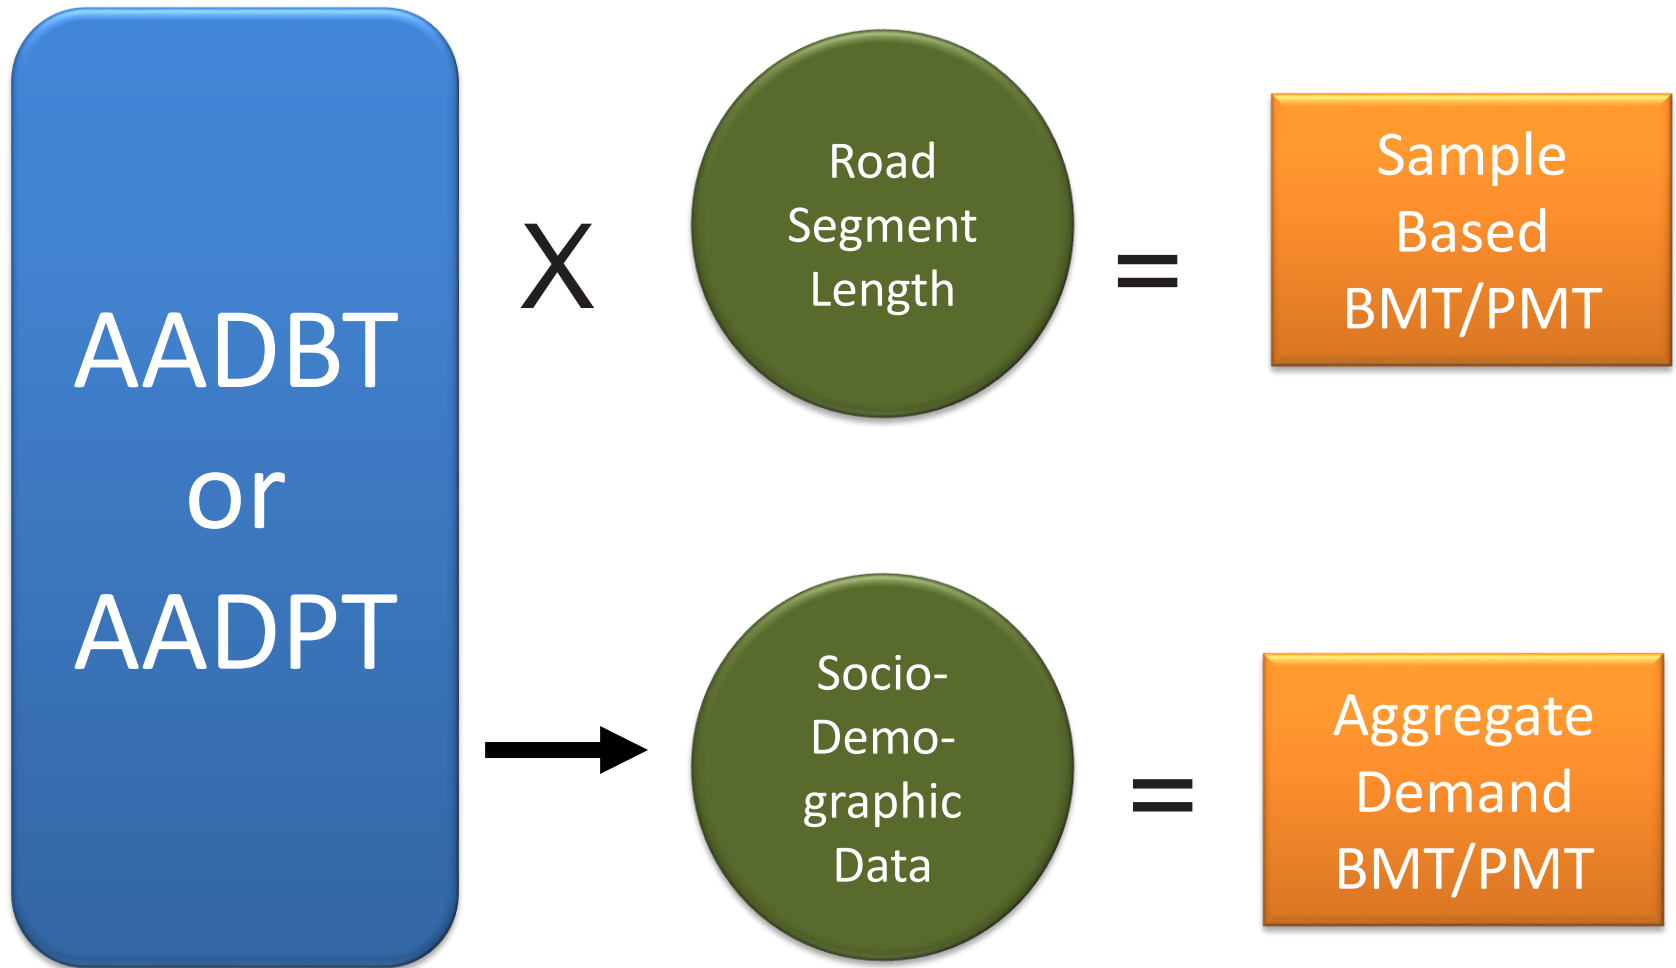 AADBT
or
AADPT
X
Road
Segment
Length
=
Sample
Based
BMT/PMT
Socio-
Demo-
graphic
Data
=
Aggregate
Demand
BMT/PMT